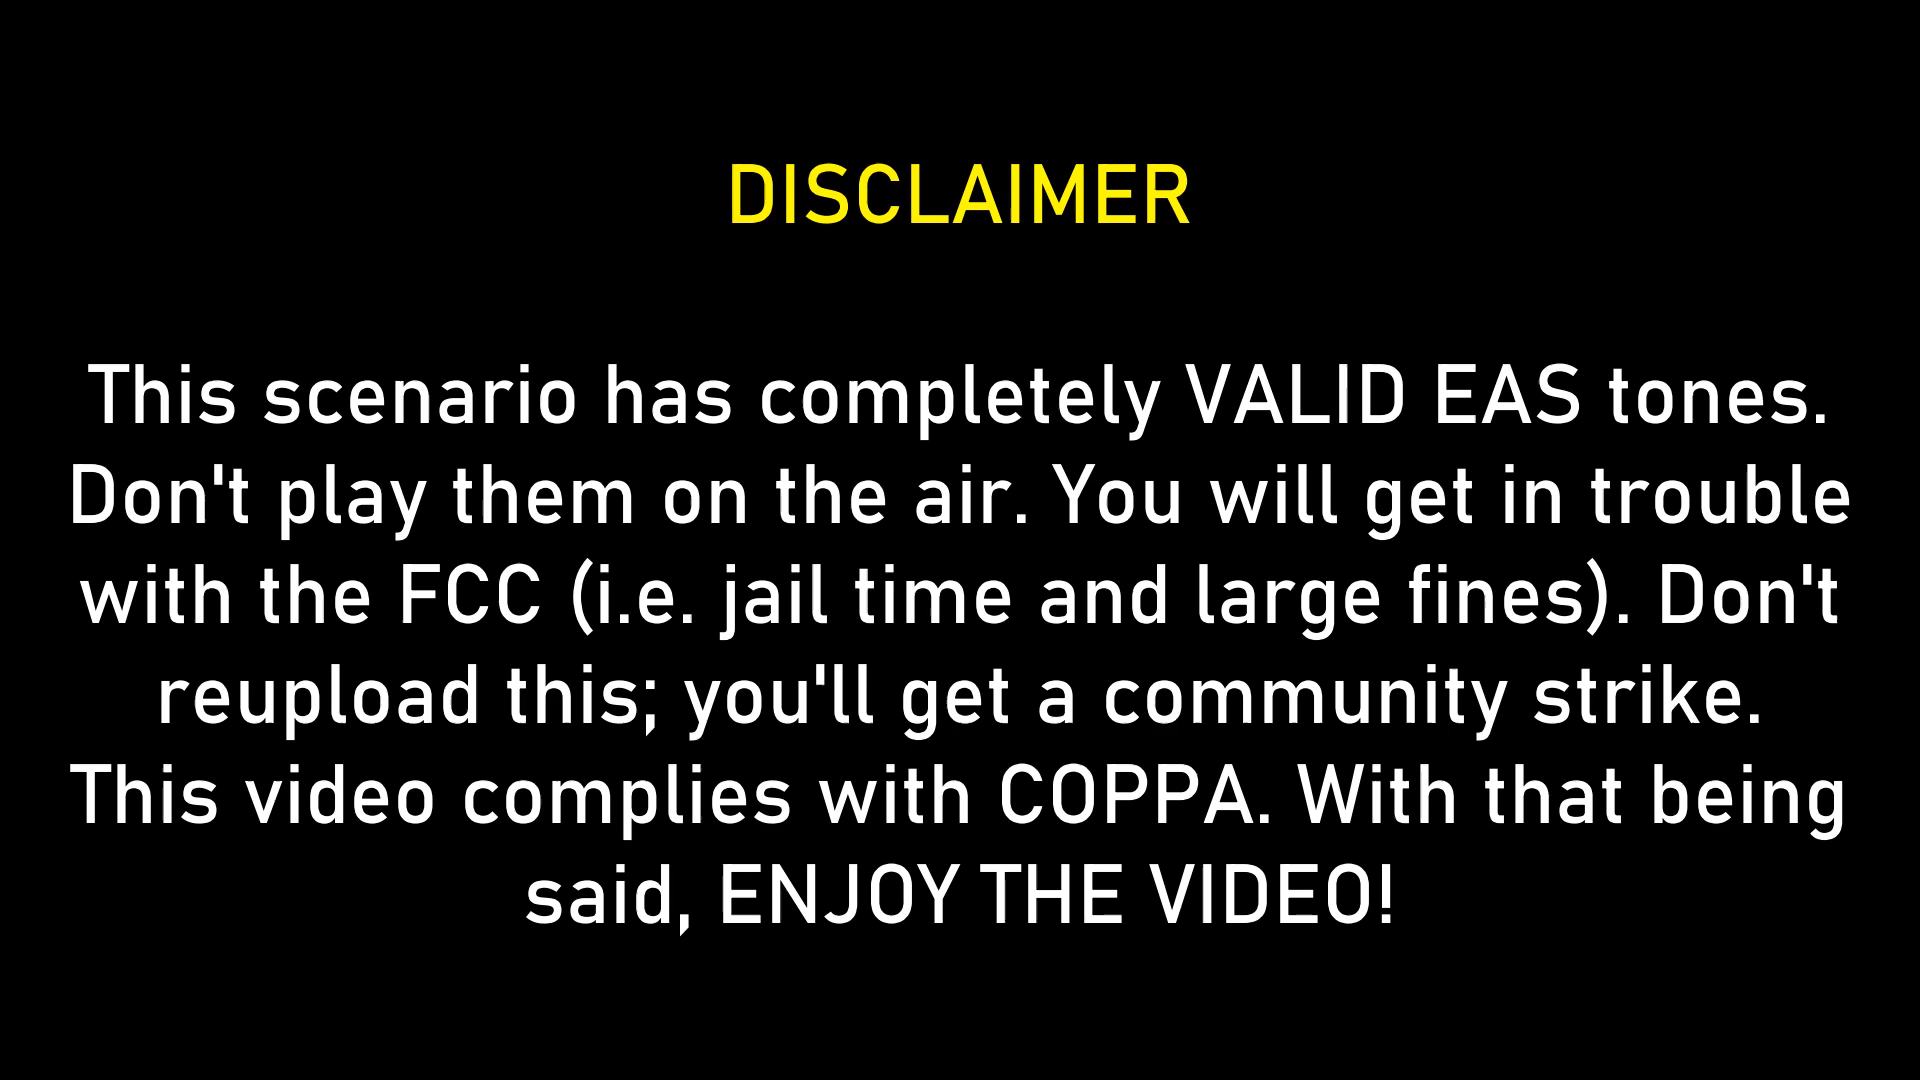 DISCLAIMER
This scenario has completely VALID EAS tones.
Don't play them on the air. You will get in trouble
with the FCC (i.e. jail time and large fines). Don't
reupload this; you'll get a community strike.
This video complies with COPPA. With that being
said, ENJOY THE VIDEO!